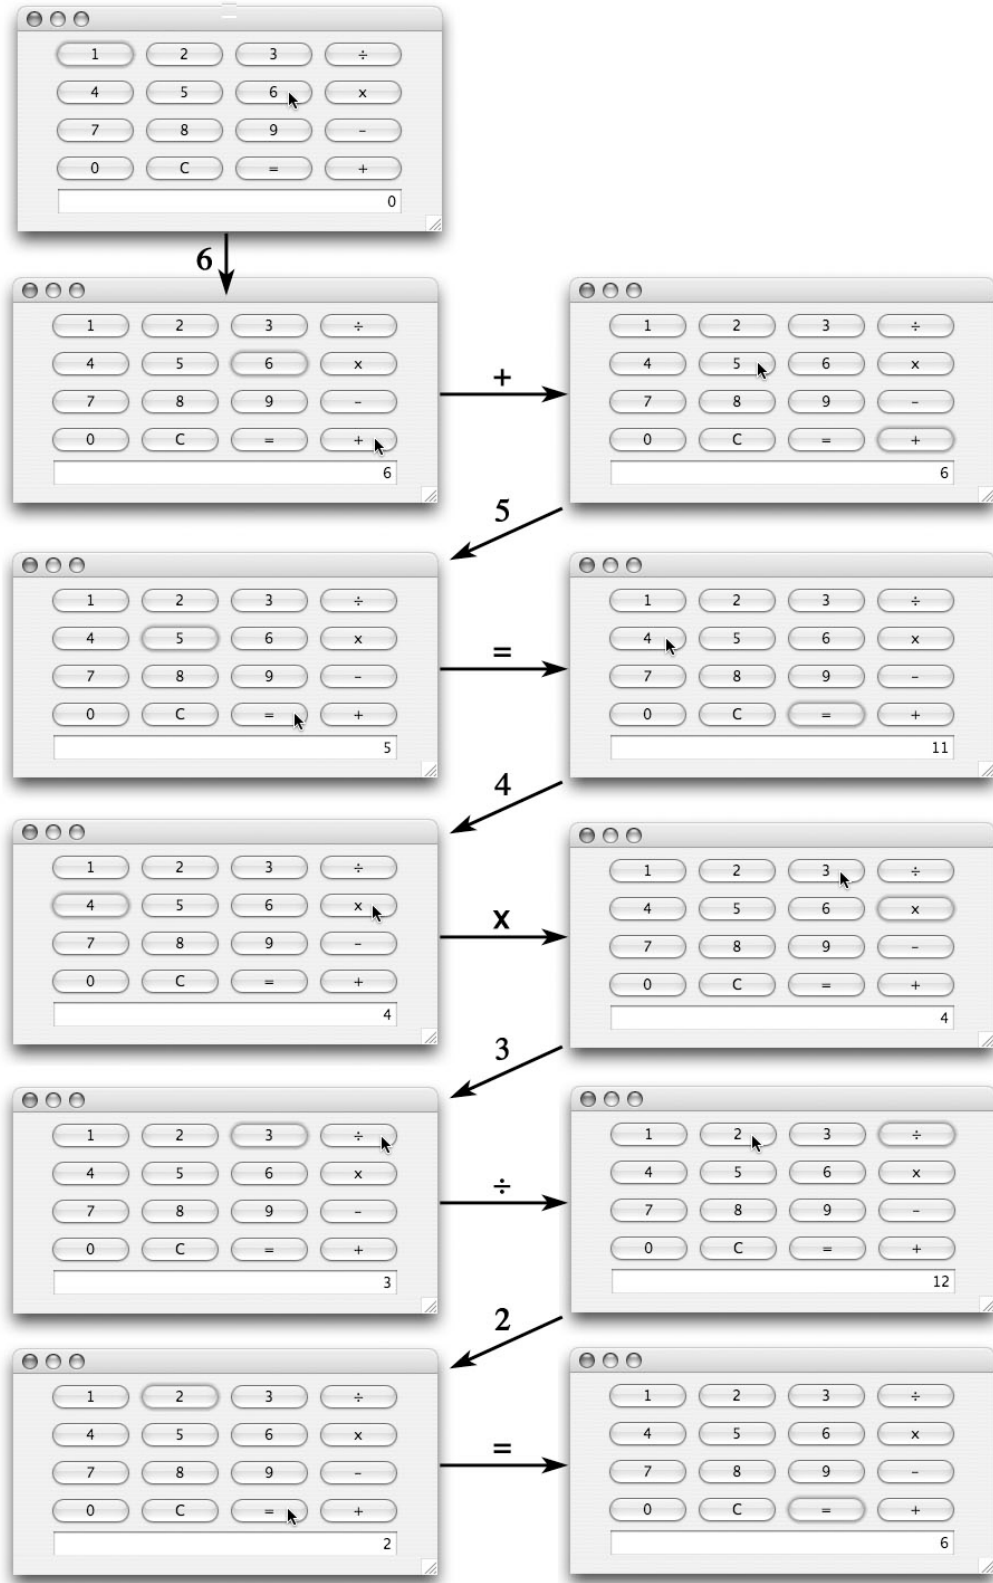 1 2 3 ÷
4 5 6 x
7 8 9 –
0 C = +
0
6
1 2 3 ÷
4 5 6 x
7 8 9 –
0 C = +
6
+
1 2 3 ÷
4 5 6 x
7 8 9 –
0 C = +
6
5
1 2 3 ÷
4 5 6 x
7 8 9 –
0 C = +
5
=
1 2 3 ÷
4 5 6 x
7 8 9 –
0 C = +
11
4
1 2 3 ÷
4 5 6 x
7 8 9 –
0 C = +
4
x
1 2 3 ÷
4 5 6 x
7 8 9 –
0 C = +
4
3
1 2 3 ÷
4 5 6 x
7 8 9 –
0 C = +
3
÷
1 2 3 ÷
4 5 6 x
7 8 9 –
0 C = +
12
2
1 2 3 ÷
4 5 6 x
7 8 9 –
0 C = +
2
=
1 2 3 ÷
4 5 6 x
7 8 9 –
0 C = +
6